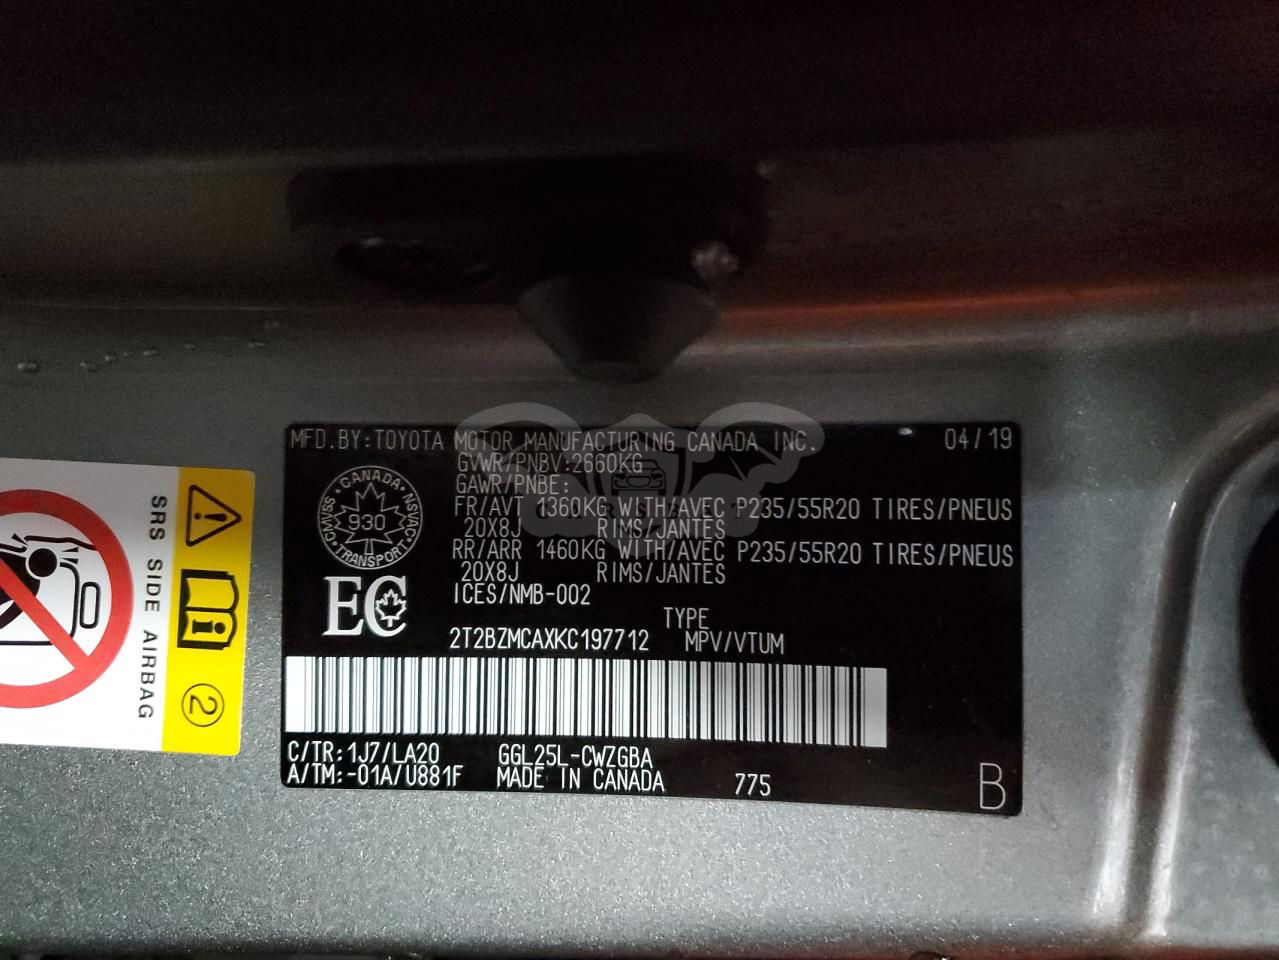 MFD.BY:TOYOTA MOTOR MANUFACTURING CANADA INC. 04/19
GVWR/PNBV:2660KG
GAWR/PNBE:
FR/AVT 1360KG WITH/AVEC P235/55R20 TIRES/PNEUS
20X8J RIMS/JANTES
RR/ARR 1460KG WITH/AVEC P235/55R20 TIRES/PNEUS
20X8J RIMS/JANTES
ICES/NMB-002
TYPE
2T2BZMCAXKC197712 MPV/VTUM
CANADA
930
TRANSPORT
EC
C/TR:1J7/LA20 GGL25L-CWZGBA
A/TM:-01A/U881F MADE IN CANADA 775
B
SRS SIDE AIRBAG
2